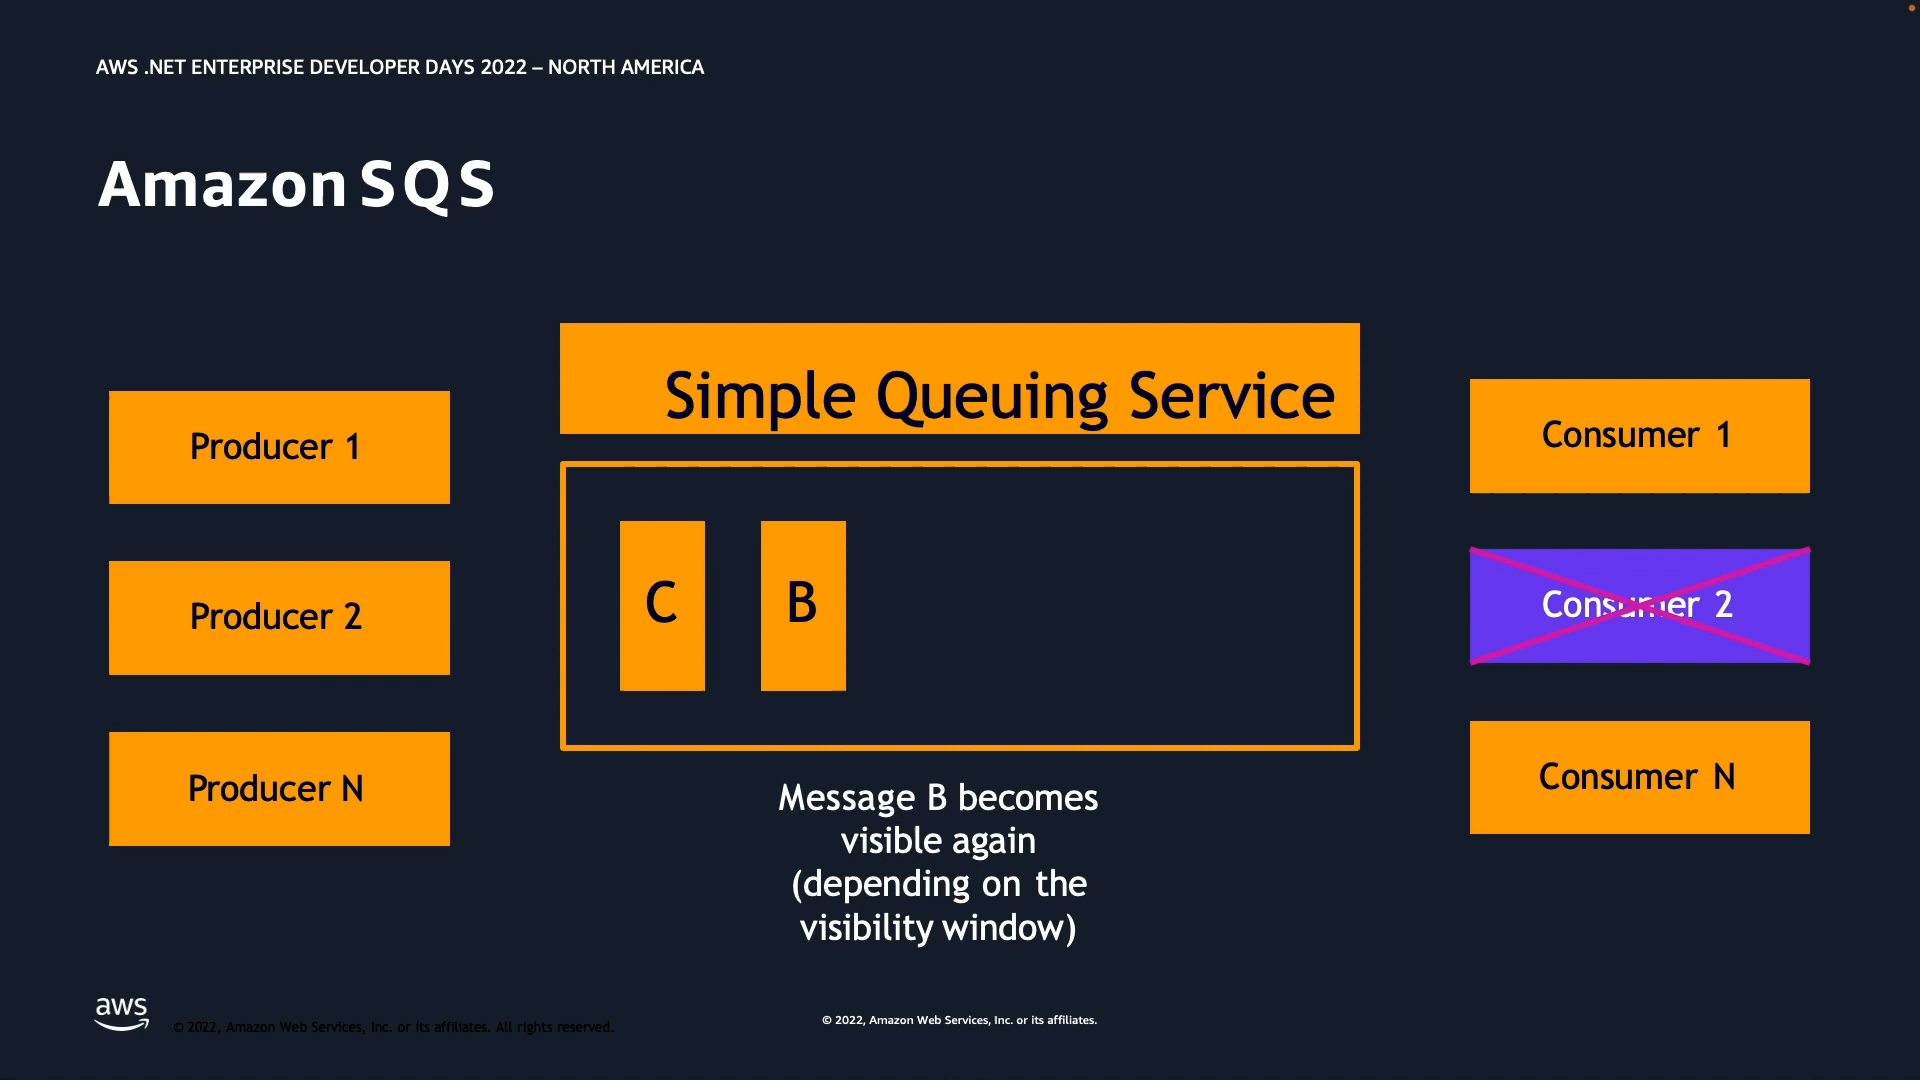 AWS .NET ENTERPRISE DEVELOPER DAYS 2022 – NORTH AMERICA
Amazon SQS
Simple Queuing Service
Producer 1
Producer 2
Producer N
C
B
Consumer 1
Consumer 2
Consumer N
Message B becomes
visible again
(depending on the
visibility window)
aws
© 2022, Amazon Web Services, Inc. or its affiliates. All rights reserved.
© 2022, Amazon Web Services, Inc. or its affiliates.